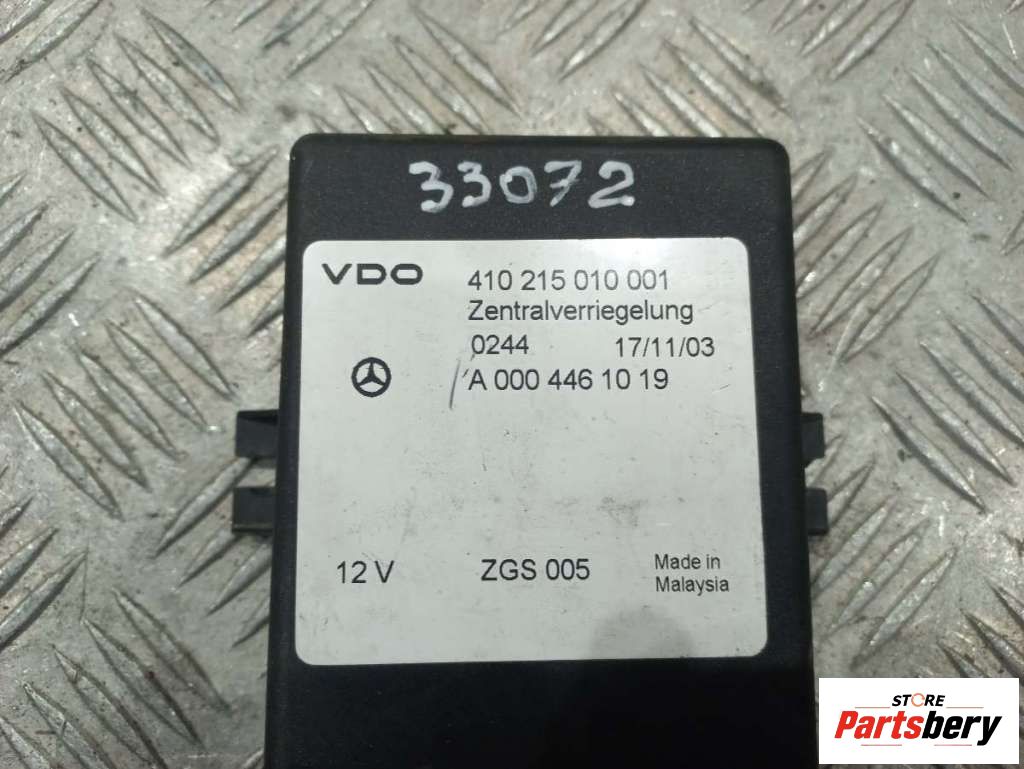 33072
VDO 410 215 010 001
Zentralverriegelung
0244 17/11/03
A 000 446 10 19
12 V ZGS 005 Made in
Malaysia
STORE
Partsbery